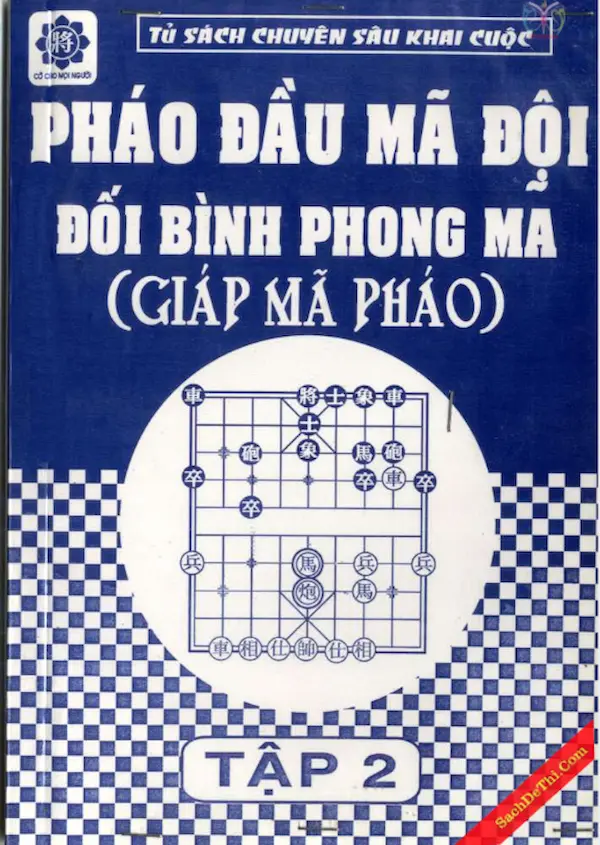 將
CỜ CHO MỌI NGƯỜI
TỦ SÁCH CHUYÊN SÂU KHAI CUỘC
PHÁO ĐẦU MÃ ĐỘI
ĐỐI BÌNH PHONG MÃ
(GIÁP MÃ PHÁO)
車 將 士 象 車
士
砲 象 馬 砲
卒 卒 車 卒
卒
兵 馬 兵 兵
炮 馬
車 相 仕 帥 仕 相
TẬP 2
SachDeThi.Com